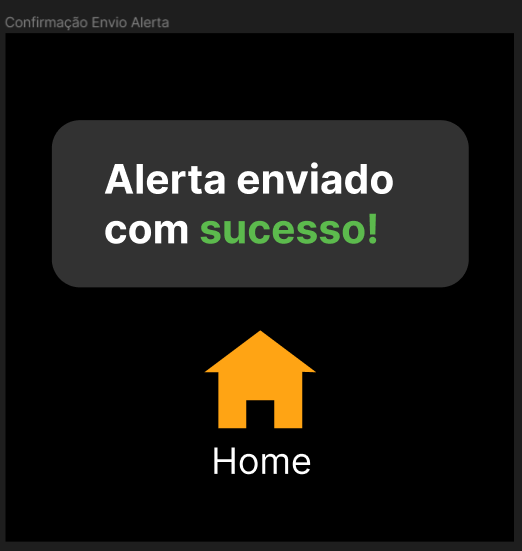 Confirmação Envio Alerta
Alerta enviado
com sucesso!
Home